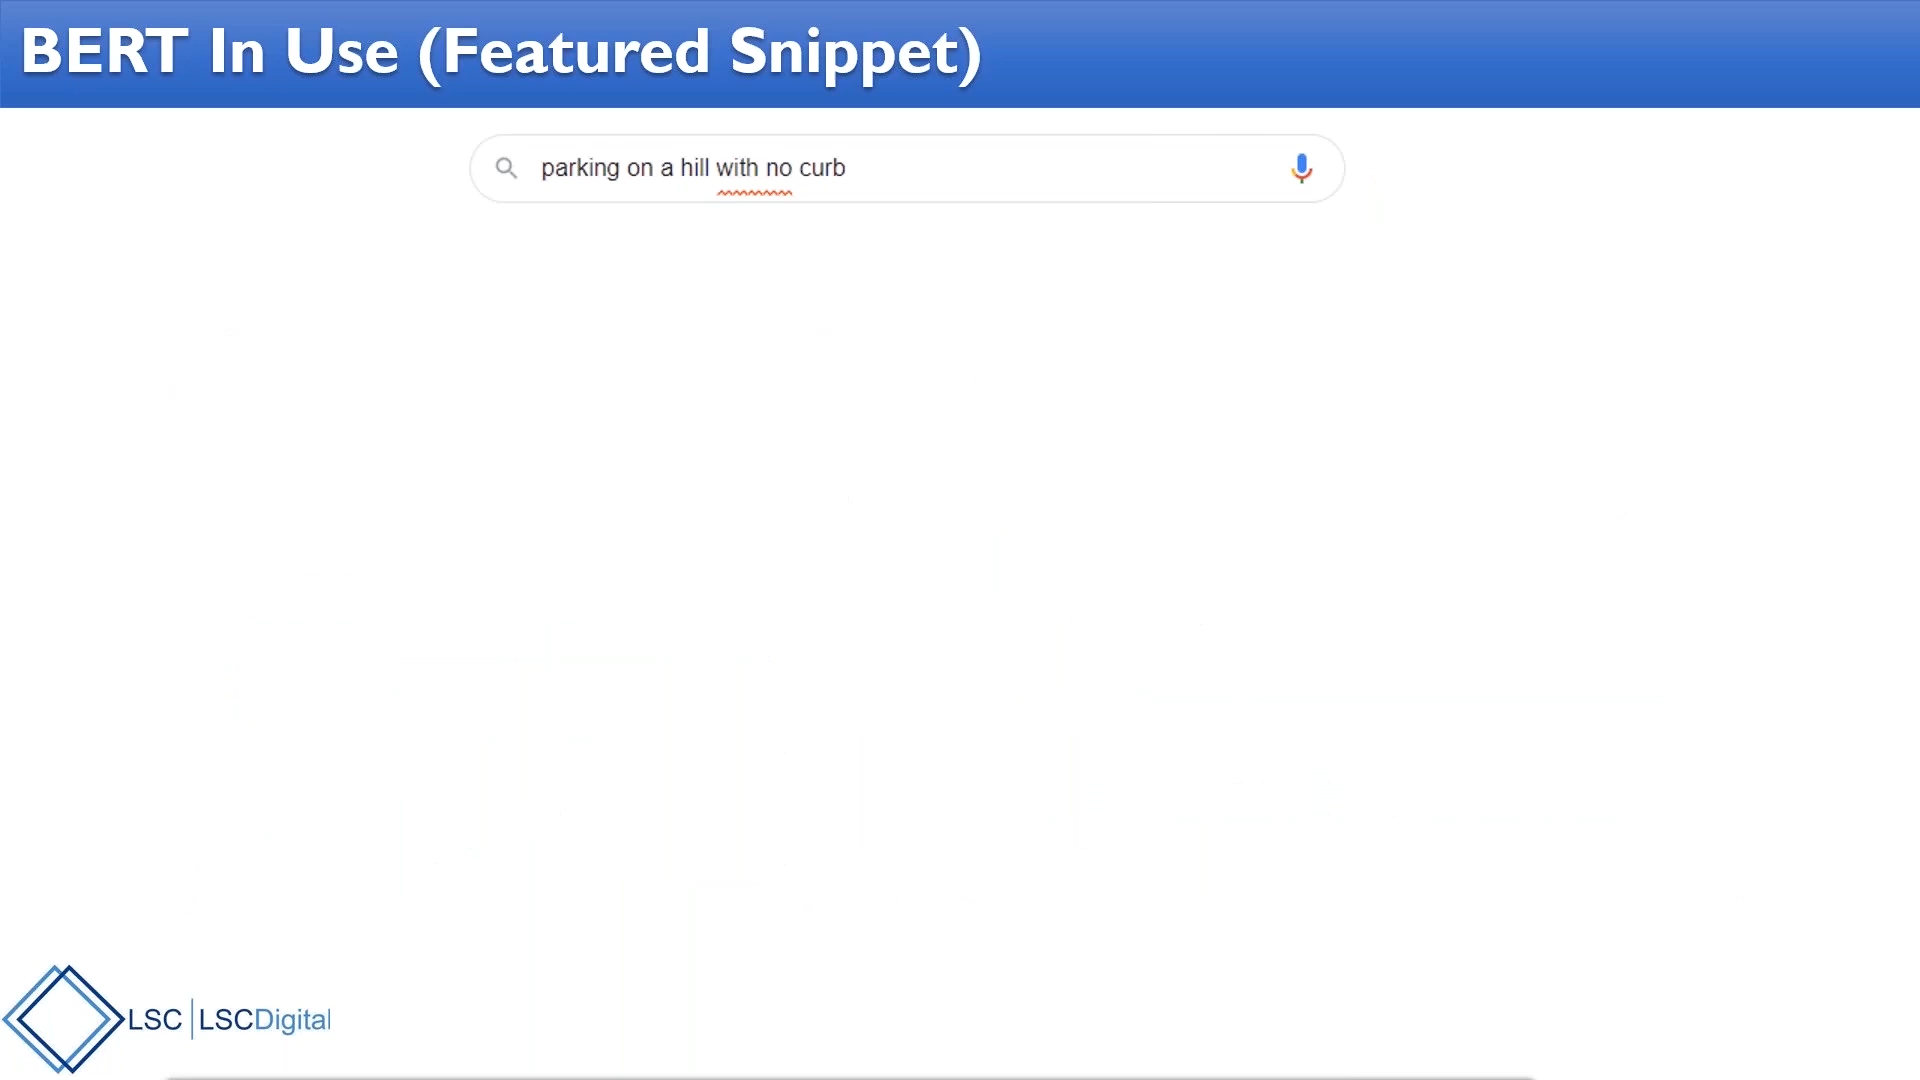 BERT In Use (Featured Snippet)
parking on a hill with no curb
LSC | LSCDigital